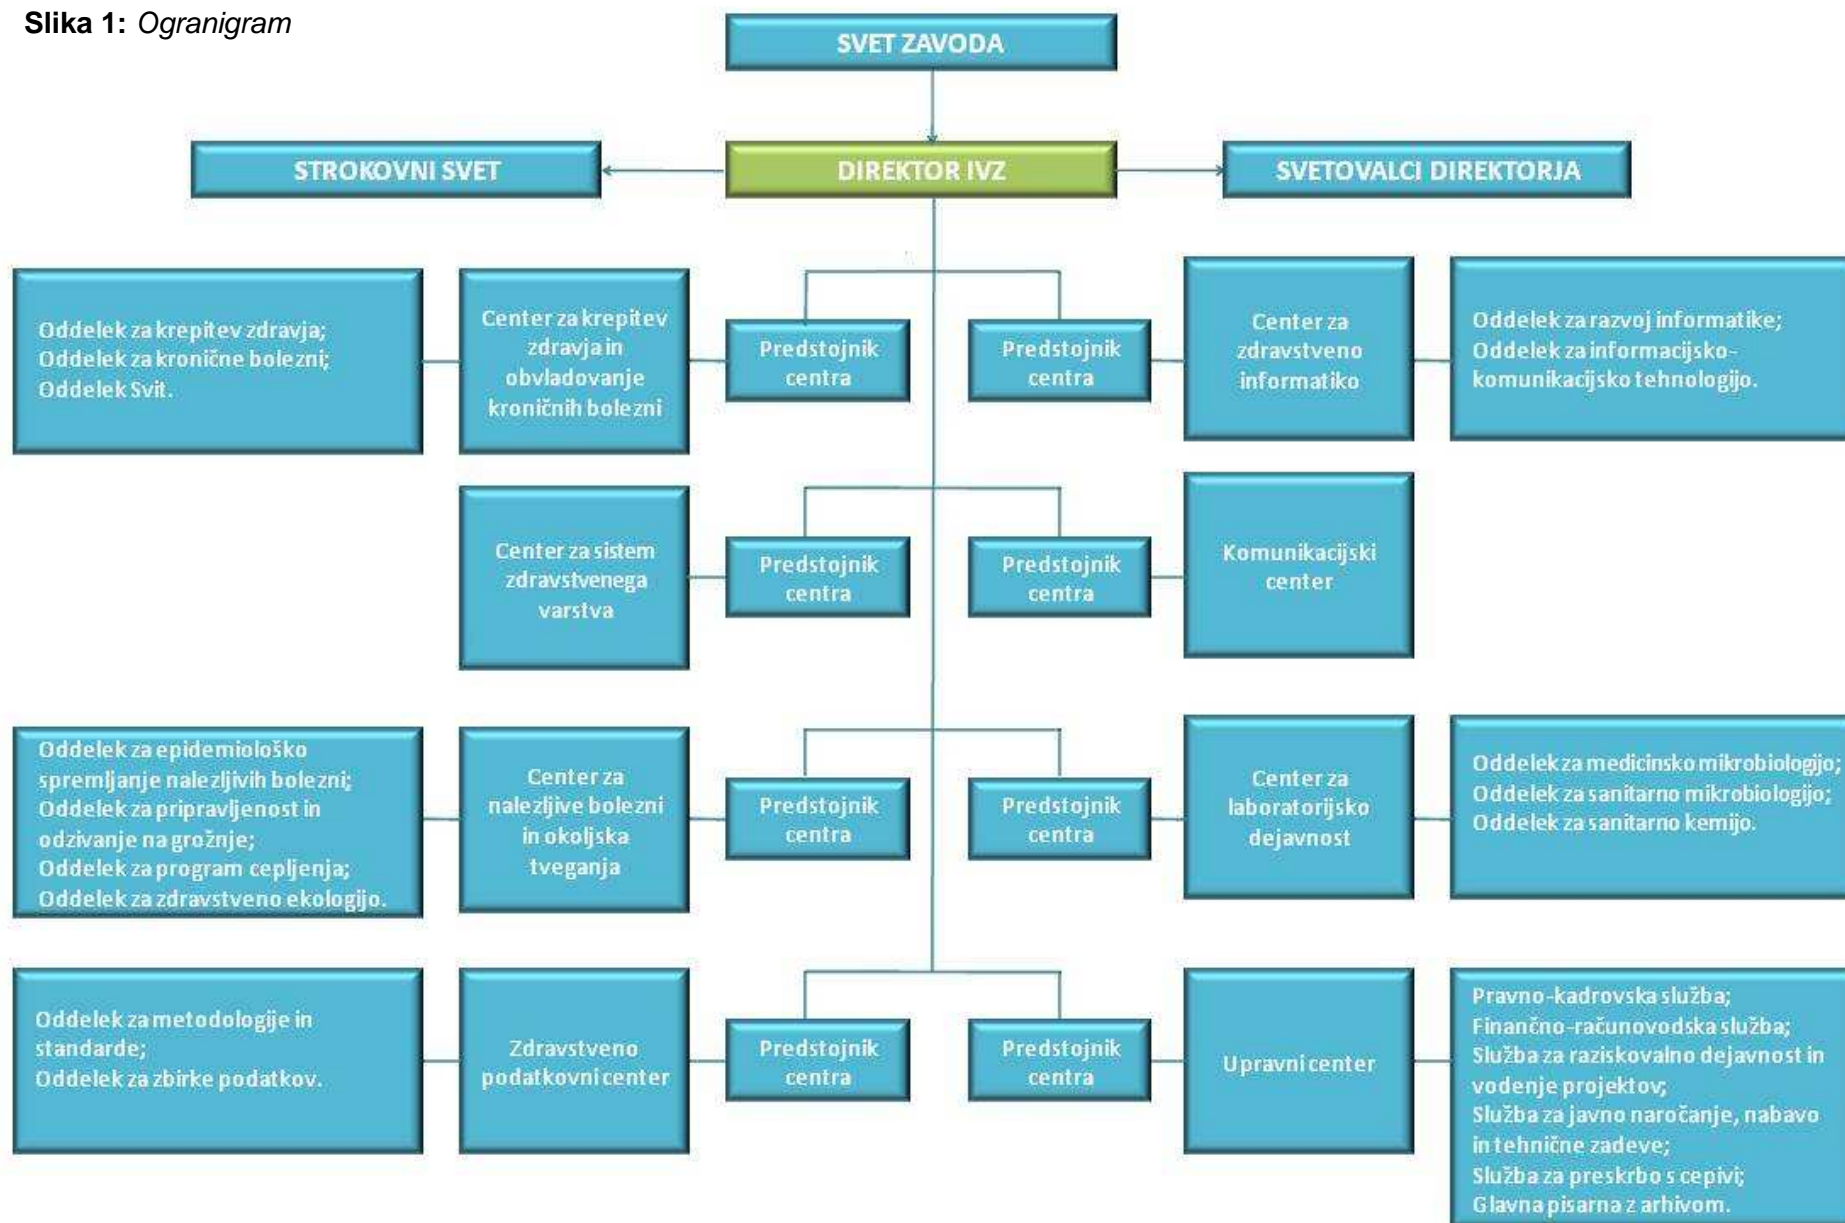 Slika 1: Ogranigram
SVET ZAVODA
STROKOVNI SVET
DIREKTOR IVZ
SVETOVALCI DIREKTORJA
Oddelek za krepitev zdravja;
Oddelek za kronične bolezni;
Oddelek Svit.
Center za krepitev
zdravja in
obvladovanje
kroničnih bolezni
Predstojnik
centra
Predstojnik
centra
Center za
zdravstveno
informatiko
Oddelek za razvoj informatike;
Oddelek za informacijsko-
komunikacijsko tehnologijo.
Center za sistem
zdravstvenega
varstva
Predstojnik
centra
Predstojnik
centra
Komunikacijski
center
Oddelek za epidemiološko
spremljanje nalezljivih bolezni;
Oddelek za pripravljenost in
odzivanje na grožnje;
Oddelek za program cepljenja;
Oddelek za zdravstveno ekologijo.
Center za
nalezljive bolezni
in okoljska
tveganja
Predstojnik
centra
Predstojnik
centra
Center za
laboratorijsko
dejavnost
Oddelek za medicinsko mikrobiologijo;
Oddelek za sanitarno mikrobiologijo;
Oddelek za sanitarno kemijo.
Oddelek za metodologije in
standarde;
Oddelek za zbirke podatkov.
Zdravstveno
podatkovni center
Predstojnik
centra
Predstojnik
centra
Upravni center
Pravno-kadrovska služba;
Finančno-računovodska služba;
Služba za raziskovalno dejavnost in
vodenje projektov;
Služba za javno naročanje, nabavo
in tehnične zadeve;
Služba za preskrbo s cepivi;
Glavna pisarna z arhivom.